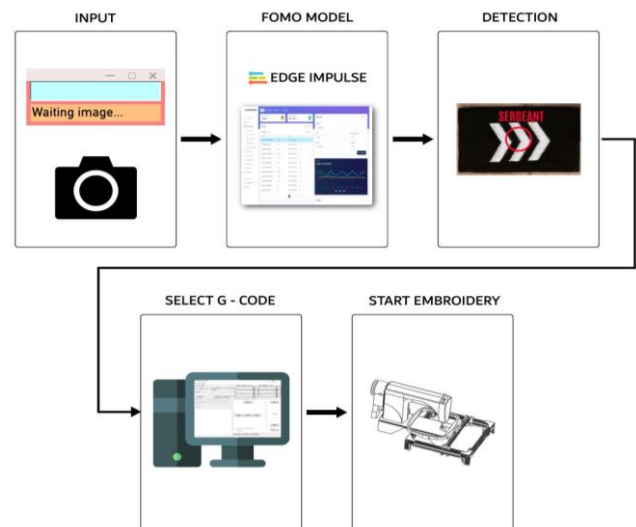 INPUT
FOMO MODEL
DETECTION
Waiting image...
EDGE IMPULSE
SERGEANT
SELECT G - CODE
START EMBROIDERY